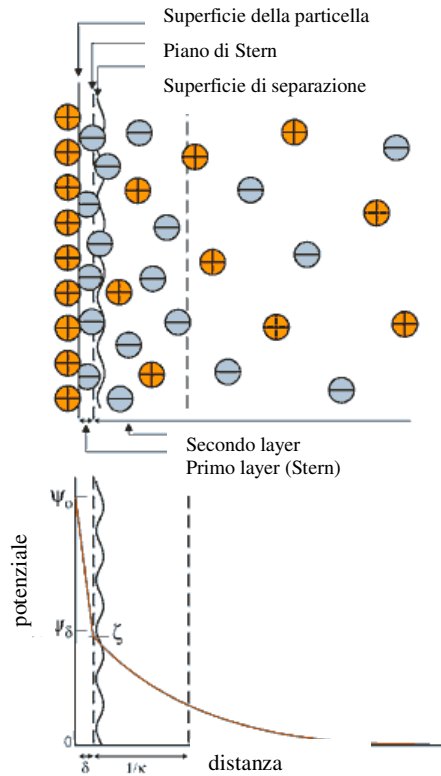 Superficie della particella
Piano di Stern
Superficie di separazione
Secondo layer
Primo layer (Stern)
ψ₀
potenziale
ψδ
ζ
0
δ
1/κ
distanza